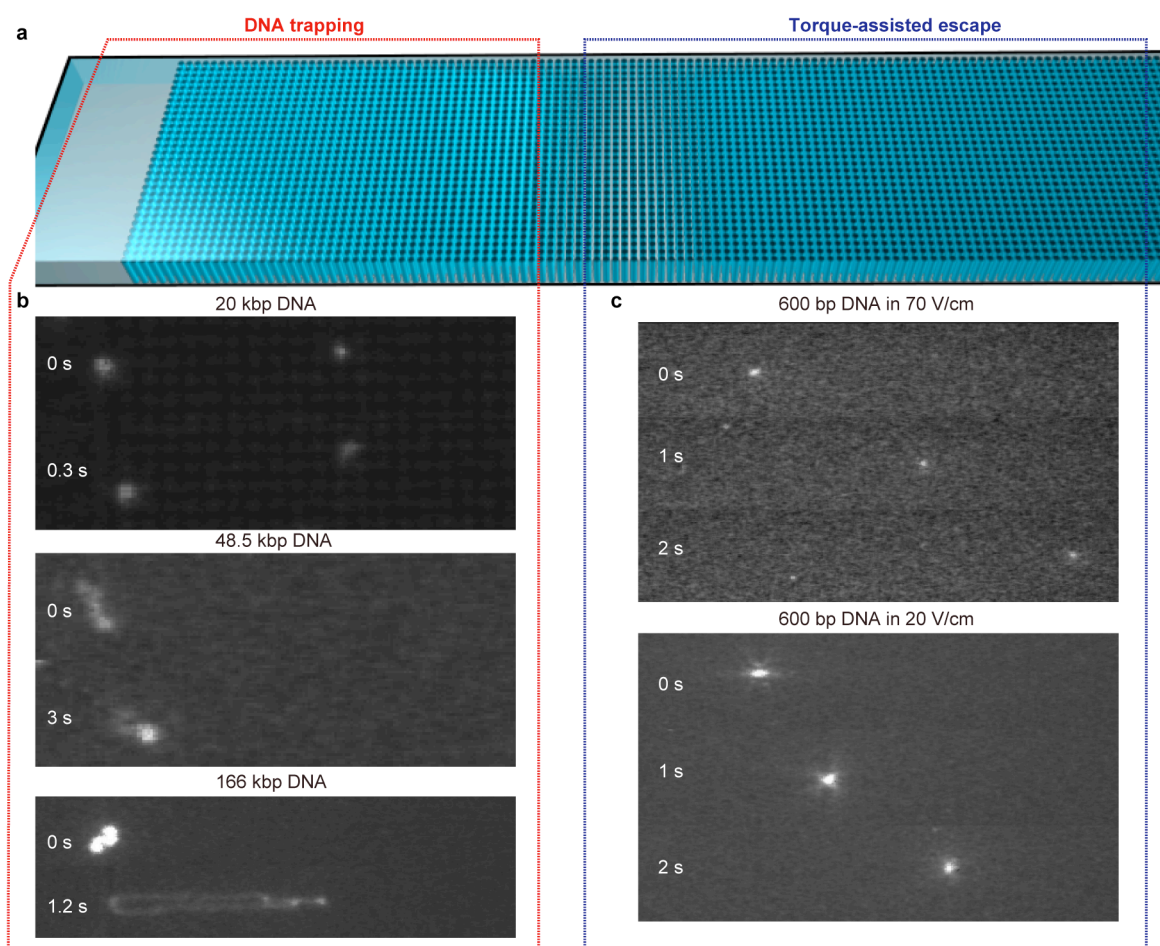 a
DNA trapping
Torque-assisted escape
b
20 kbp DNA
0 s
0.3 s
48.5 kbp DNA
0 s
3 s
166 kbp DNA
0 s
1.2 s
c
600 bp DNA in 70 V/cm
0 s
1 s
2 s
600 bp DNA in 20 V/cm
0 s
1 s
2 s